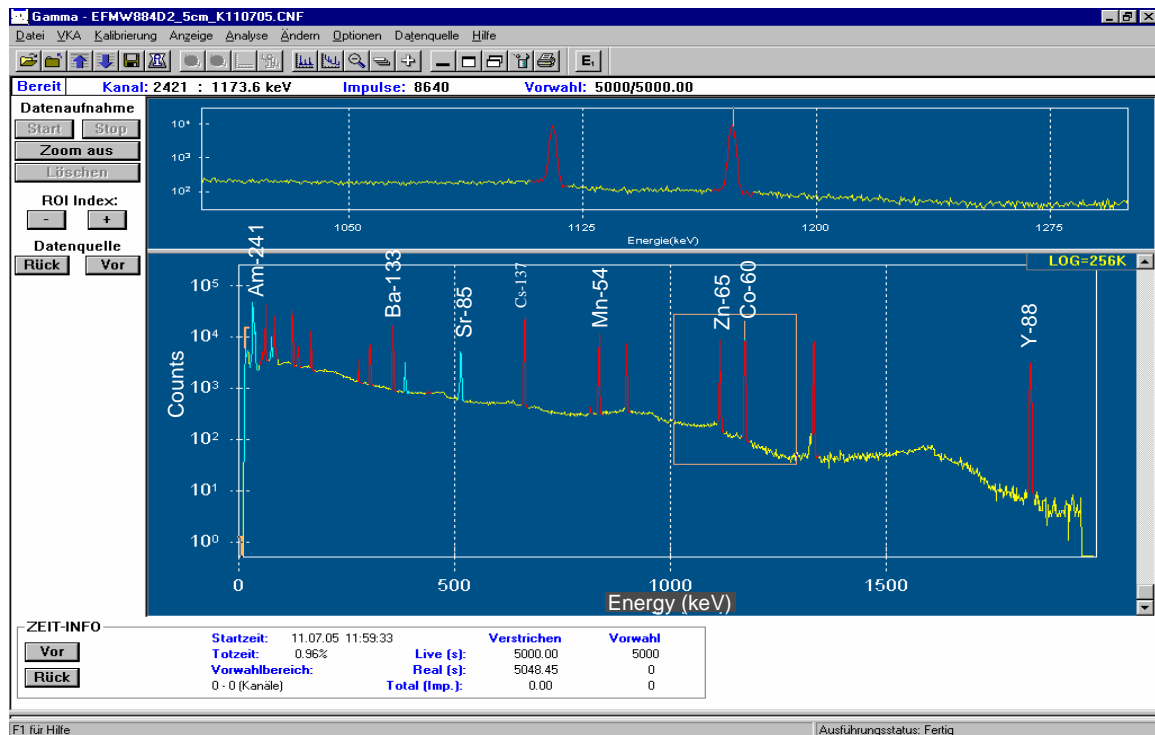 Gamma - EFMW884D2_5cm_K110705.CNF
Datei VKA Kalibrierung Anzeige Analyse Ändern Optionen Datenquelle Hilfe
E1
Bereit Kanal: 2421 : 1173.6 keV Impulse: 8640 Vorwahl: 5000/5000.00
Datenaufnahme
Start Stop
Zoom aus
Löschen
ROI Index:
- +
Datenquelle
Rück Vor
10⁴
10³
10²
1050 1125 1200 1275
Energie(keV)
LOG=256K
Am-241
Ba-133
Sr-85
Cs-137
Mn-54
Zn-65
Co-60
Y-88
Counts
10⁵
10⁴
10³
10²
10¹
10⁰
0 500 1000 1500
Energy (keV)
ZEIT-INFO
Vor
Rück
Startzeit: 11.07.05 11:59:33 Verstrichen Vorwahl
Totzeit: 0.96% Live (s): 5000.00 5000
Vorwahlbereich: Real (s): 5048.45 0
0 - 0 (Kanäle) Total (Imp.): 0.00 0
F1 für Hilfe Ausführungsstatus: Fertig